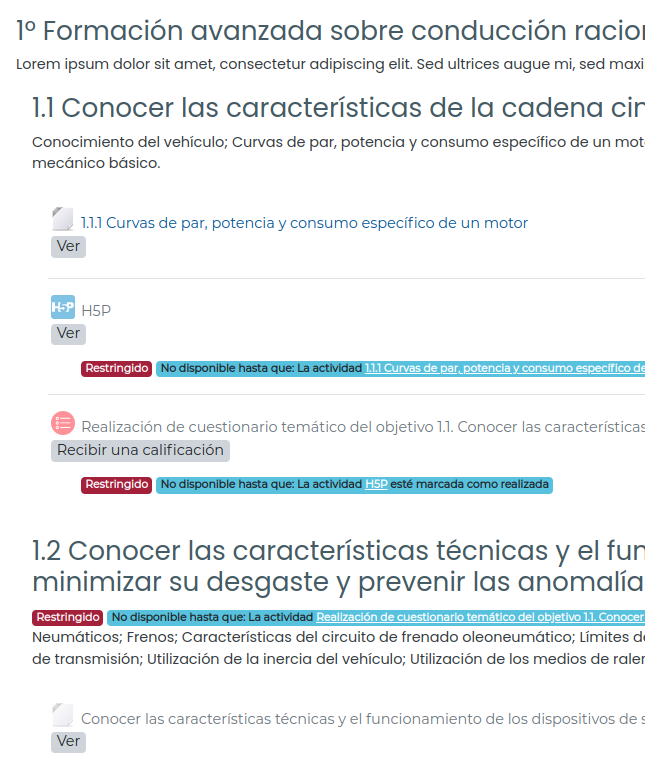 1º Formación avanzada sobre conducción
Lorem ipsum dolor sit amet, consectetur adipiscing elit. Sed ultrices augue mi, sed
1.1 Conocer las características de la cadena
Conocimiento del vehículo; Curvas de par, potencia y consumo específico de un
mecánico básico.
1.1.1 Curvas de par, potencia y consumo específico de un motor
Ver
H5P
H5P
Ver
Restringido No disponible hasta que: La actividad 1.1.1 Curvas de par, potencia y consumo específico de
Realización de cuestionario temático del objetivo 1.1. Conocer las características
Recibir una calificación
Restringido No disponible hasta que: La actividad H5P esté marcada como realizada
1.2 Conocer las características técnicas y el
minimizar su desgaste y prevenir las
Restringido No disponible hasta que: La actividad Realización de cuestionario temático del objetivo 1.1. Conocer
Neumáticos; Frenos; Características del circuito de frenado oleoneumático; Límites
de transmisión; Utilización de la inercia del vehículo; Utilización de los medios de
Conocer las características técnicas y el funcionamiento de los dispositivos de
Ver